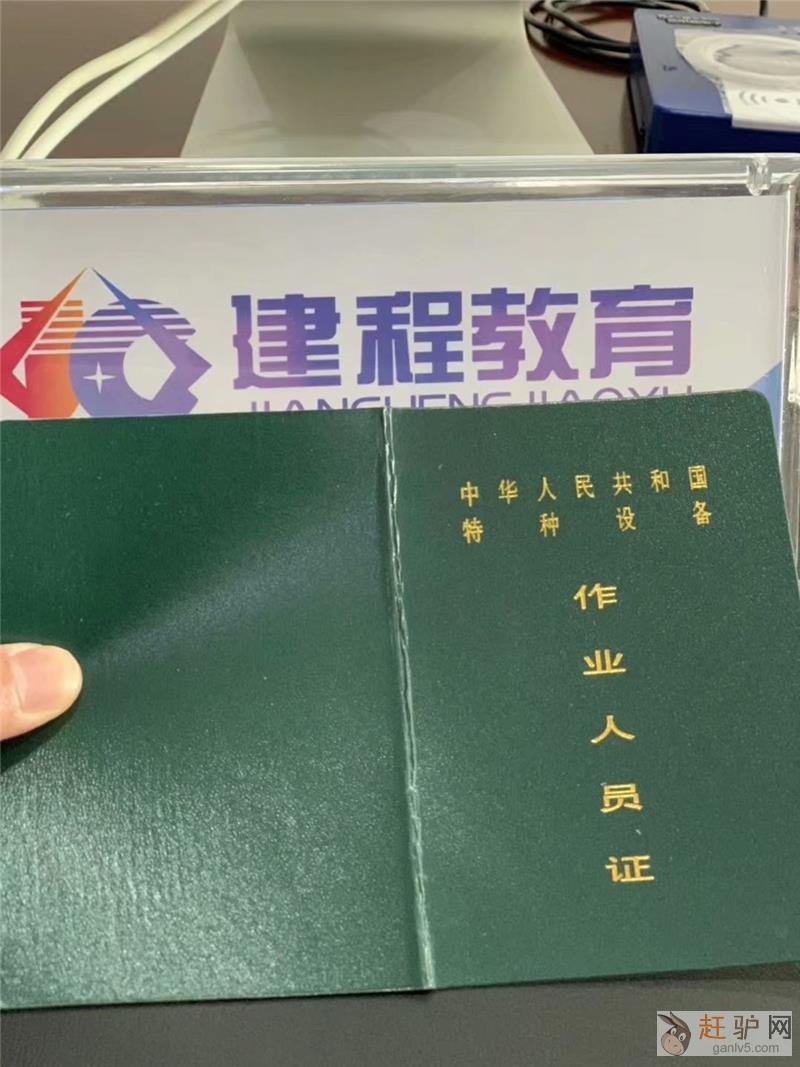 建程教育
JIANCHENG JIAOYU
中华人民共和国
特种设备
作业人员证
赶驴网
ganlv5.com